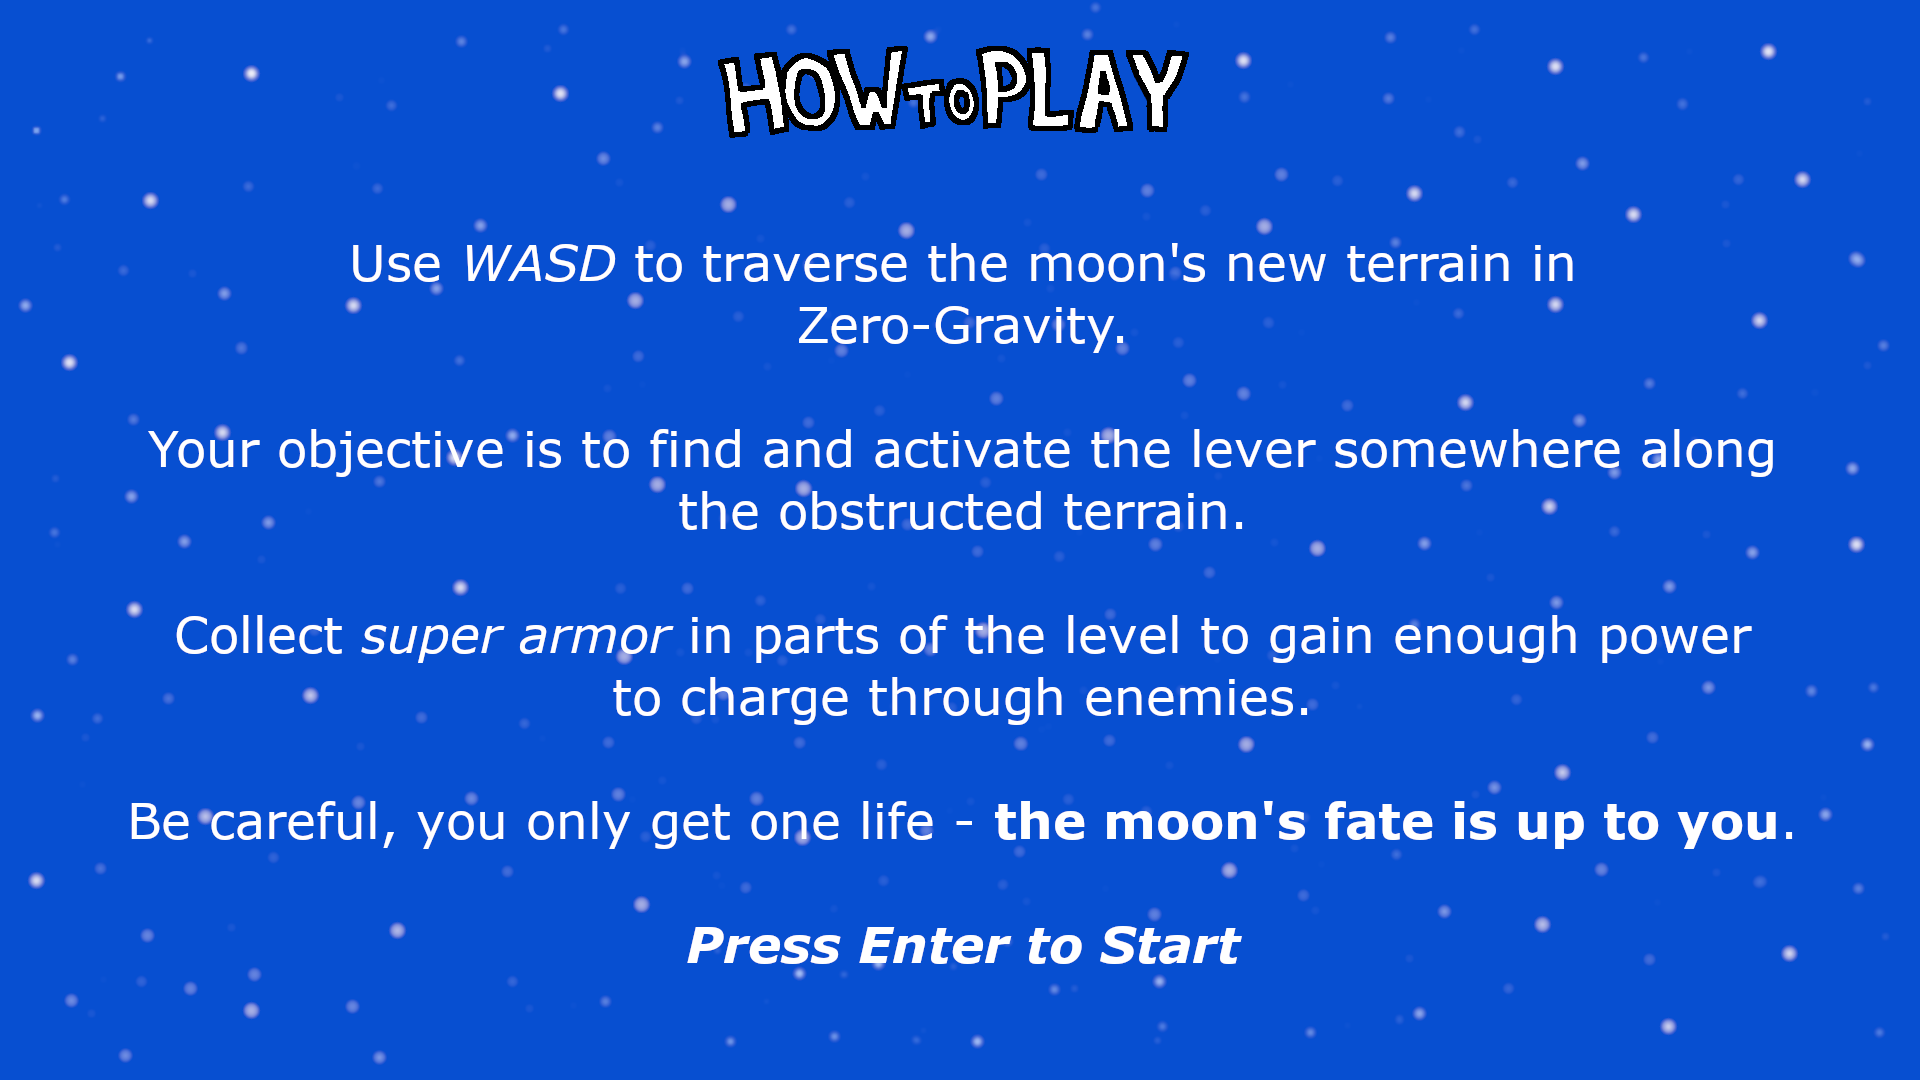 HOW TO PLAY
Use WASD to traverse the moon's new terrain in
Zero-Gravity.
Your objective is to find and activate the lever somewhere along
the obstructed terrain.
Collect super armor in parts of the level to gain enough power
to charge through enemies.
Be careful, you only get one life - the moon's fate is up to you.
Press Enter to Start